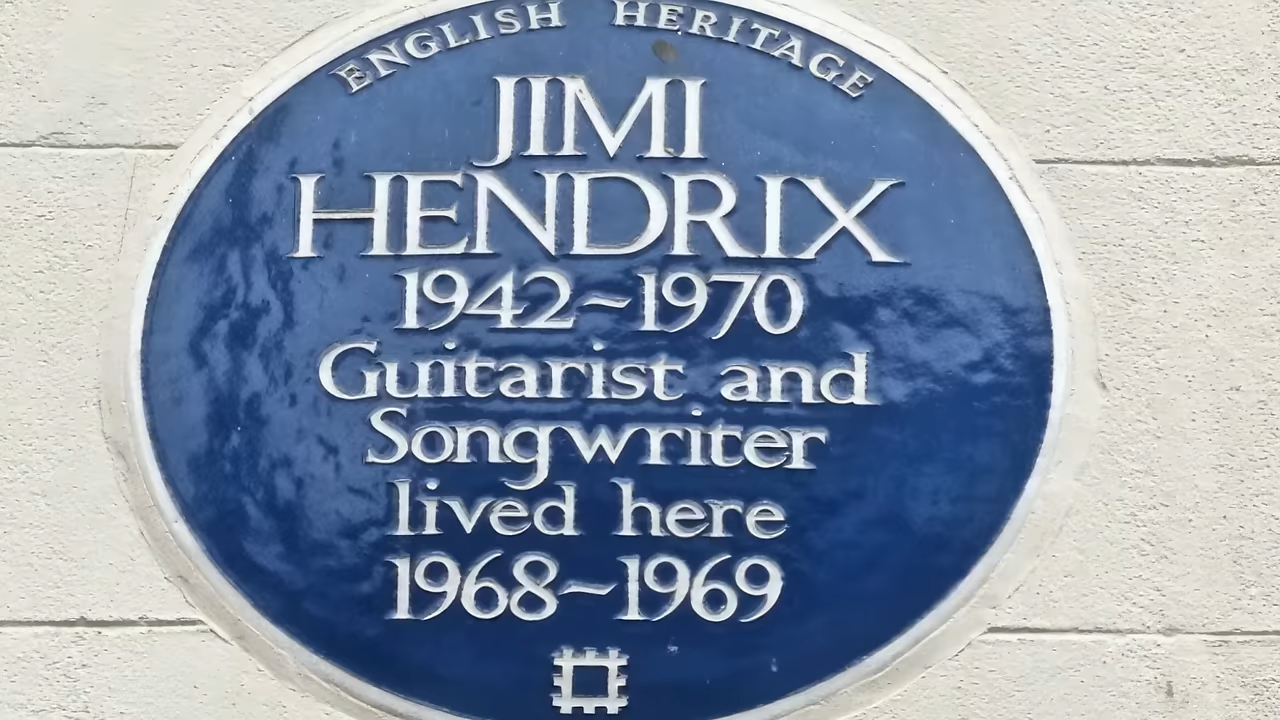 ENGLISH HERITAGE
JIMI
HENDRIX
1942~1970
Guitarist and
Songwriter
lived here
1968~1969